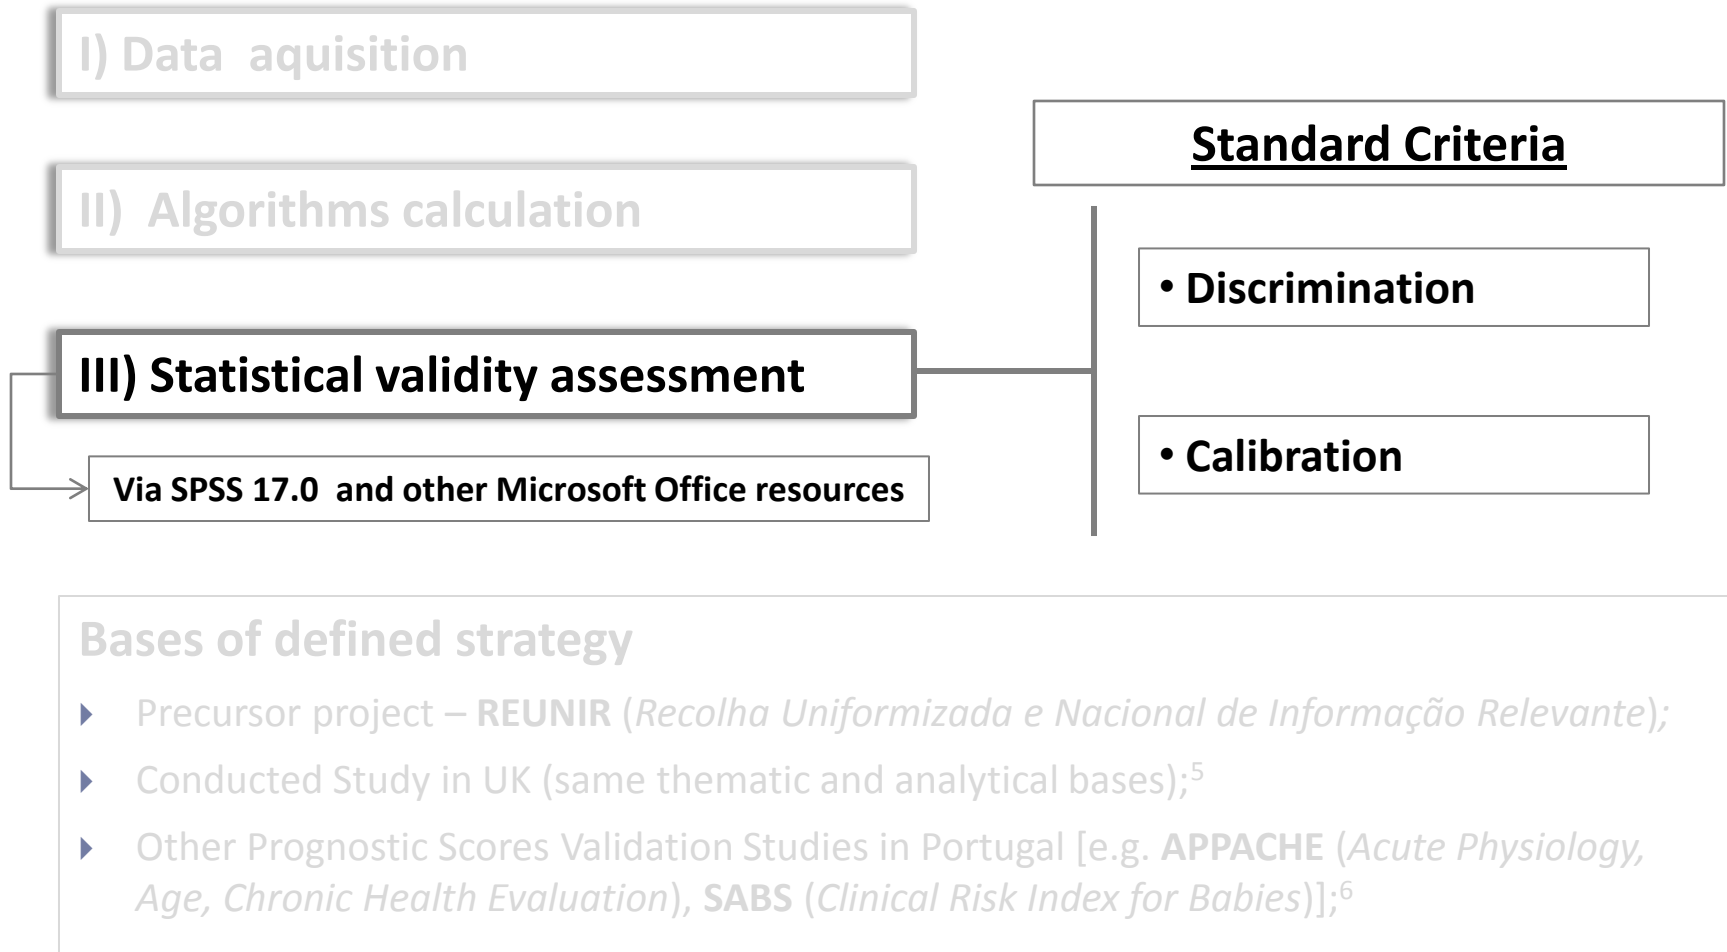 I) Data  aquisition
II)  Algorithms calculation
III) Statistical validity assessment
Via SPSS 17.0  and other Microsoft Office resources
Standard Criteria
• Discrimination
• Calibration
Bases of defined strategy
Precursor project – REUNIR (Recolha Uniformizada e Nacional de Informação Relevante);
Conducted Study in UK (same thematic and analytical bases);5
Other Prognostic Scores Validation Studies in Portugal [e.g. APPACHE (Acute Physiology,
Age, Chronic Health Evaluation), SABS (Clinical Risk Index for Babies)];6